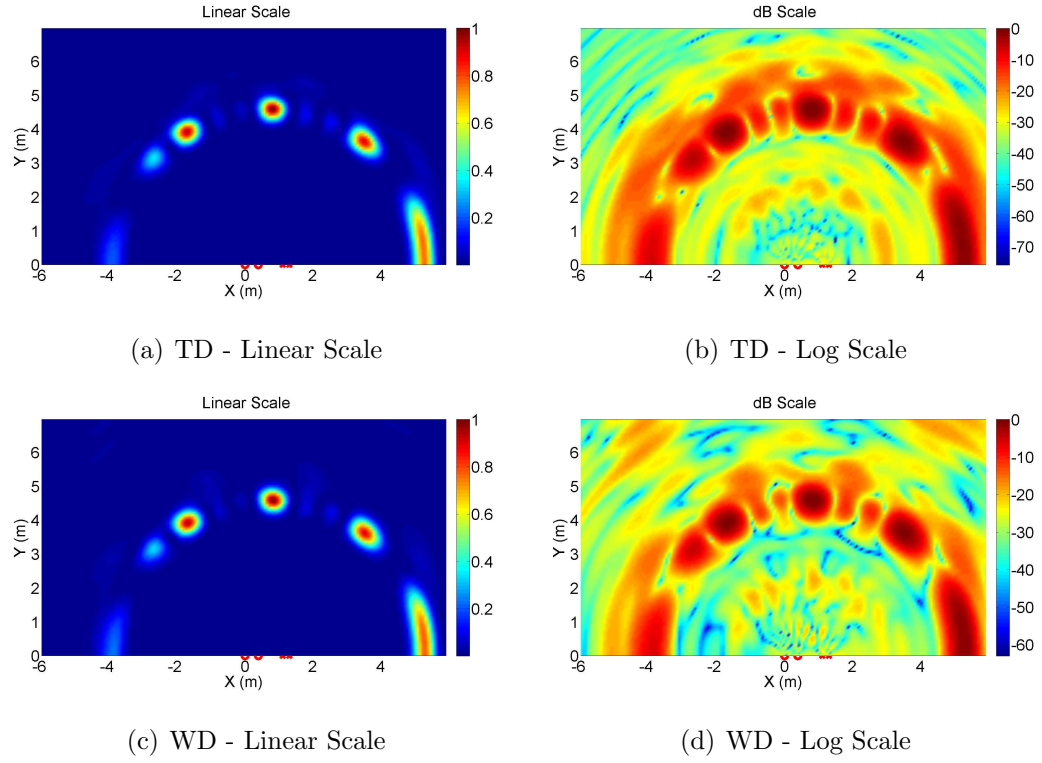 Linear Scale
Y (m)
6
5
4
3
2
1
0
-6 -4 -2 0 2 4
X (m)
1
0.8
0.6
0.4
0.2
(a) TD - Linear Scale
dB Scale
Y (m)
6
5
4
3
2
1
0
-6 -4 -2 0 2 4
X (m)
0
-10
-20
-30
-40
-50
-60
-70
(b) TD - Log Scale
Linear Scale
Y (m)
6
5
4
3
2
1
0
-6 -4 -2 0 2 4
X (m)
1
0.8
0.6
0.4
0.2
(c) WD - Linear Scale
dB Scale
Y (m)
6
5
4
3
2
1
0
-6 -4 -2 0 2 4
X (m)
0
-10
-20
-30
-40
-50
-60
(d) WD - Log Scale